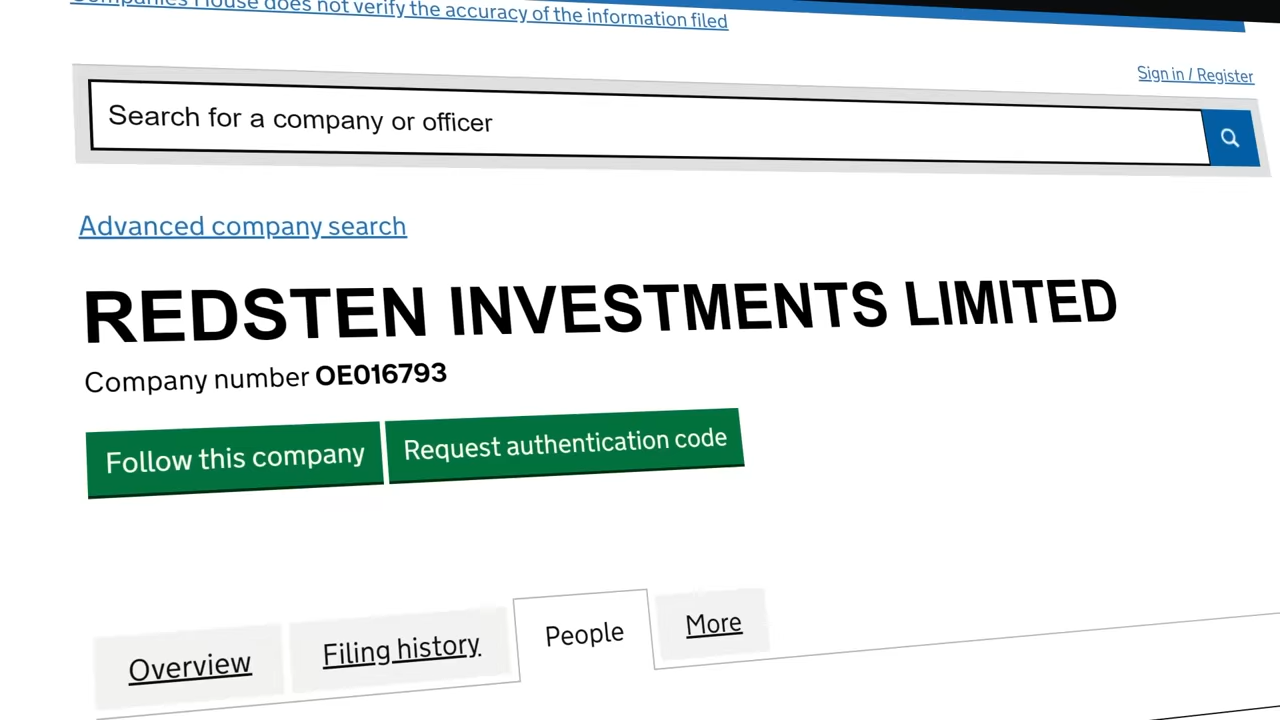 Companies House does not verify the accuracy of the information filed
Sign in / Register
Search for a company or officer
Advanced company search
REDSTEN INVESTMENTS LIMITED
Company number OE016793
Follow this company Request authentication code
Overview Filing history People More